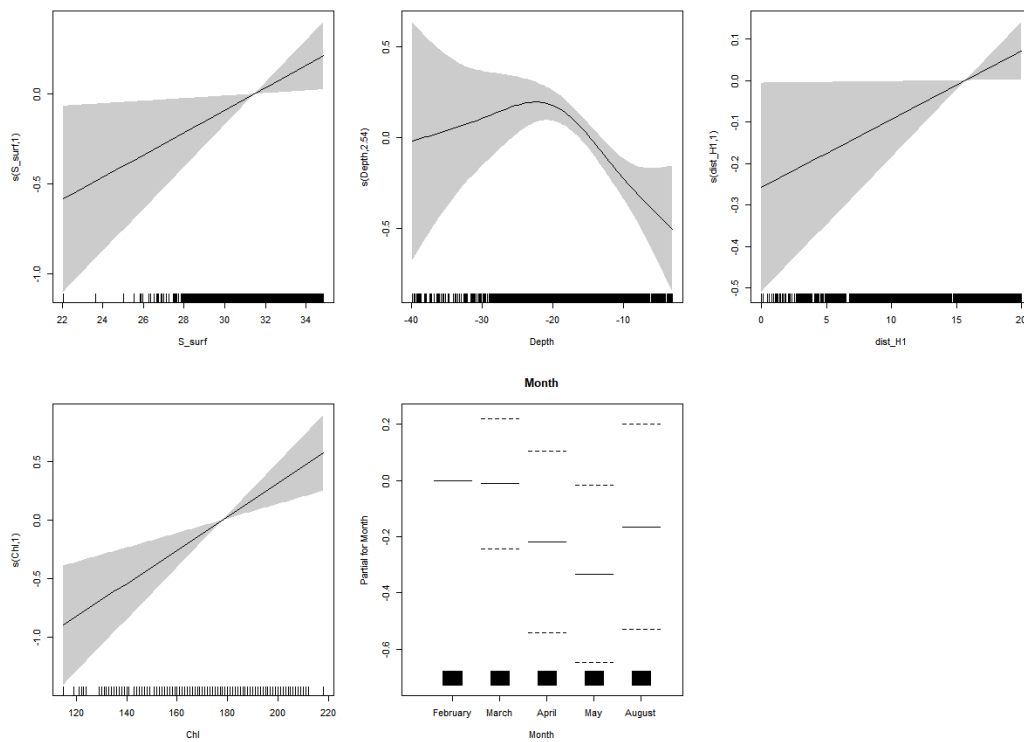 s(S_surf,1)
0.0
-0.5
-1.0
22 24 26 28 30 32 34
S_surf
s(Depth,2.54)
0.5
0.0
-0.5
-40 -30 -20 -10
Depth
s(dist_H1,1)
0.1
0.0
-0.1
-0.2
-0.3
-0.4
-0.5
0 5 10 15 20
dist_H1
s(Chl,1)
0.5
0.0
-0.5
-1.0
120 140 160 180 200 220
Chl
Month
Partial for Month
0.2
0.0
-0.2
-0.4
-0.6
February March April May August
Month